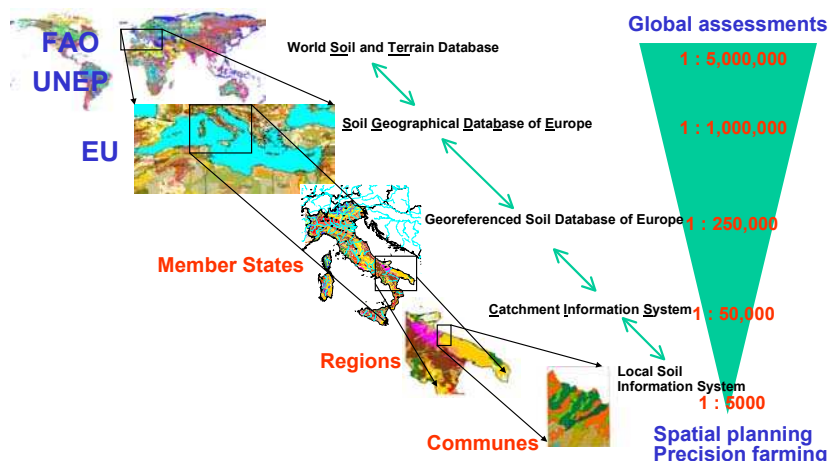 Global assessments
FAO
UNEP
World Soil and Terrain Database
1 : 5,000,000
EU
Soil Geographical Database of Europe
1 : 1,000,000
Georeferenced Soil Database of Europe
1 : 250,000
Member States
Catchment Information System
1 : 50,000
Regions
Local Soil
Information System
1 : 5000
Communes
Spatial planning
Precision farming